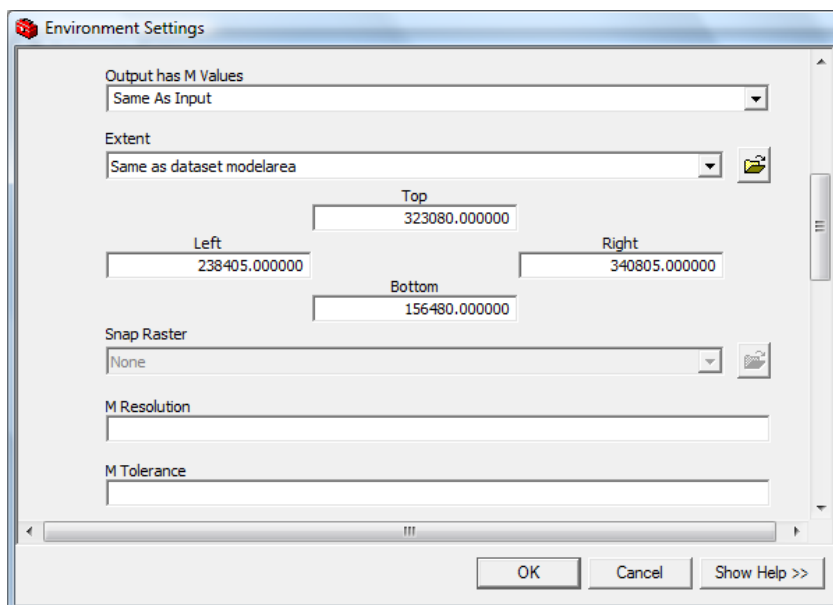 Environment Settings
Output has M Values
Same As Input
Extent
Same as dataset modelarea
Top
323080.000000
Left
Right
238405.000000
340805.000000
Bottom
156480.000000
Snap Raster
None
M Resolution
M Tolerance
OK
Cancel
Show Help >>